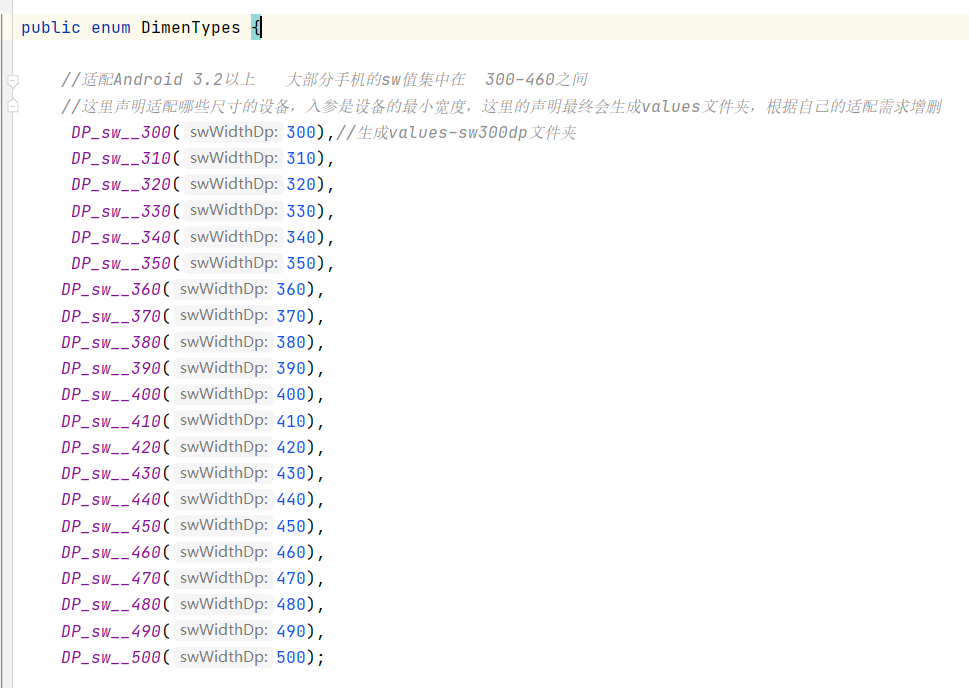 public enum DimenTypes {
//适配Android 3.2以上   大部分手机的sw值集中在  300-460之间
//这里声明适配哪些尺寸的设备，入参是设备的最小宽度，这里的声明最终会生成values文件夹，根据自己的适配需求增删
DP_sw__300( swWidthDp: 300),//生成values-sw300dp文件夹
DP_sw__310( swWidthDp: 310),
DP_sw__320( swWidthDp: 320),
DP_sw__330( swWidthDp: 330),
DP_sw__340( swWidthDp: 340),
DP_sw__350( swWidthDp: 350),
DP_sw__360( swWidthDp: 360),
DP_sw__370( swWidthDp: 370),
DP_sw__380( swWidthDp: 380),
DP_sw__390( swWidthDp: 390),
DP_sw__400( swWidthDp: 400),
DP_sw__410( swWidthDp: 410),
DP_sw__420( swWidthDp: 420),
DP_sw__430( swWidthDp: 430),
DP_sw__440( swWidthDp: 440),
DP_sw__450( swWidthDp: 450),
DP_sw__460( swWidthDp: 460),
DP_sw__470( swWidthDp: 470),
DP_sw__480( swWidthDp: 480),
DP_sw__490( swWidthDp: 490),
DP_sw__500( swWidthDp: 500);